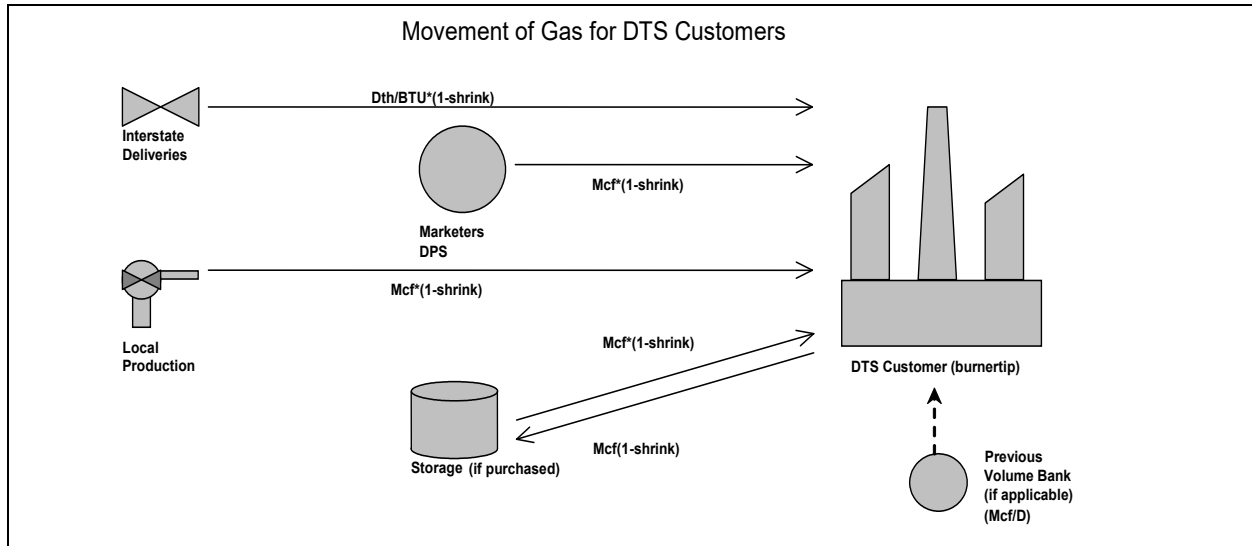 Movement of Gas for DTS Customers
Dth/BTU*(1-shrink)
Interstate
Deliveries
Mcf*(1-shrink)
Marketers
DPS
Mcf*(1-shrink)
Local
Production
Mcf*(1-shrink)
DTS Customer (burnertip)
Mcf(1-shrink)
Storage (if purchased)
Previous
Volume Bank
(if applicable)
(Mcf/D)